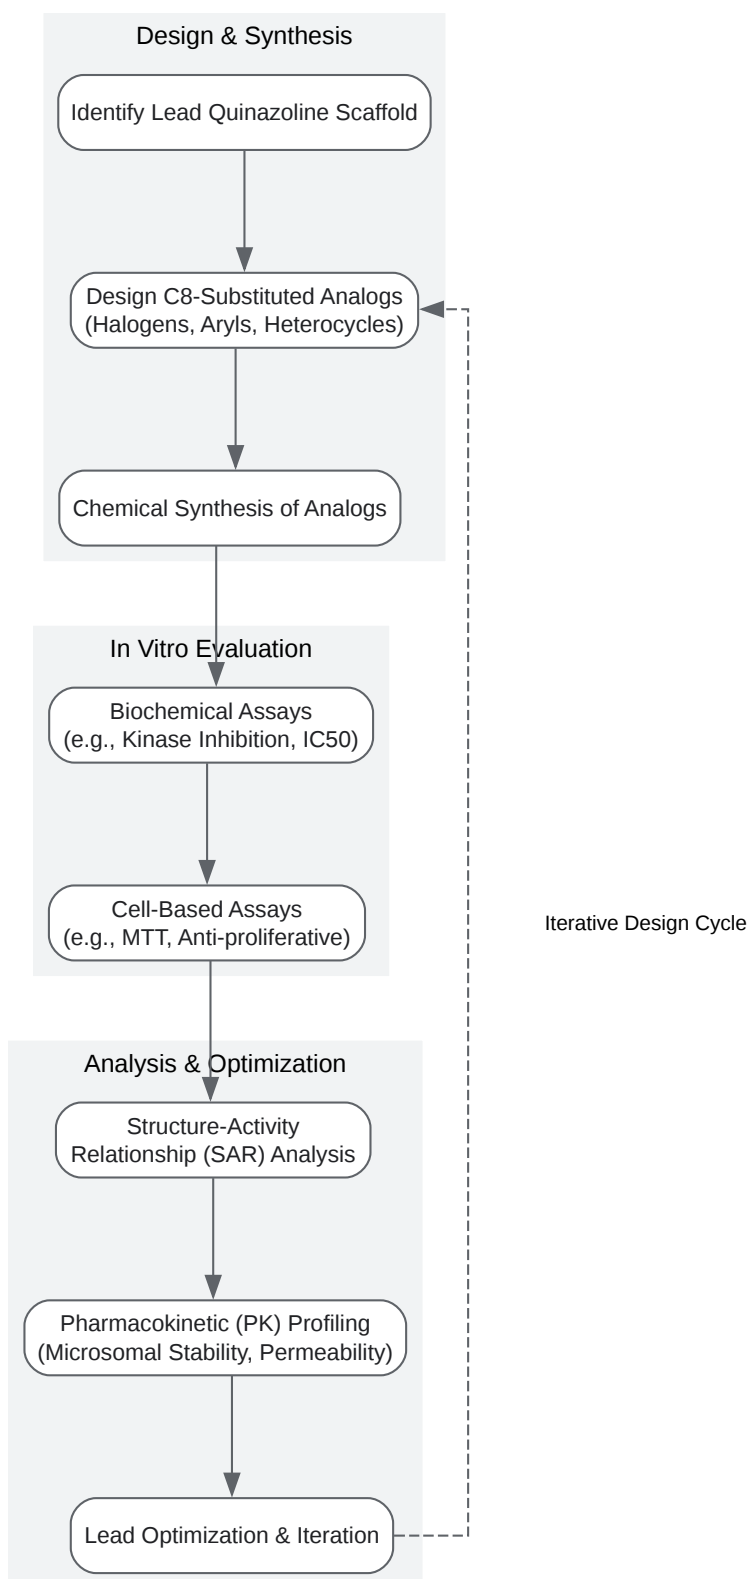 Design & Synthesis
Identify Lead Quinazoline Scaffold
Design C8-Substituted Analogs
(Halogens, Aryls, Heterocycles)
Chemical Synthesis of Analogs
In Vitro Evaluation
Biochemical Assays
(e.g., Kinase Inhibition, IC50)
Cell-Based Assays
(e.g., MTT, Anti-proliferative)
Iterative Design Cycle
Analysis & Optimization
Structure-Activity
Relationship (SAR) Analysis
Pharmacokinetic (PK) Profiling
(Microsomal Stability, Permeability)
Lead Optimization & Iteration